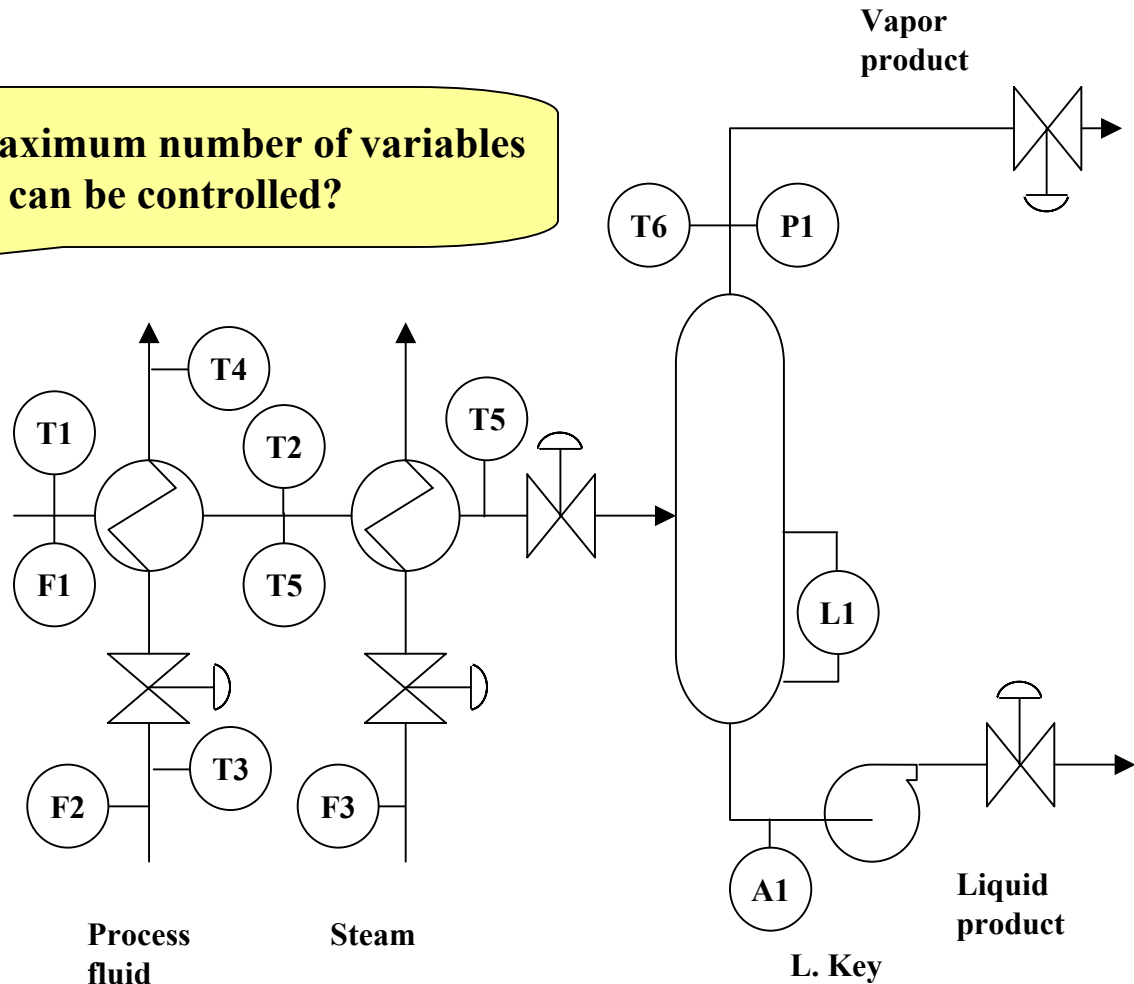 Vapor
product
aximum number of variables
can be controlled?
T6
P1
T4
T1
T2
T5
F1
T5
L1
T3
F2
F3
A1
Process
fluid
Steam
Liquid
product
L. Key